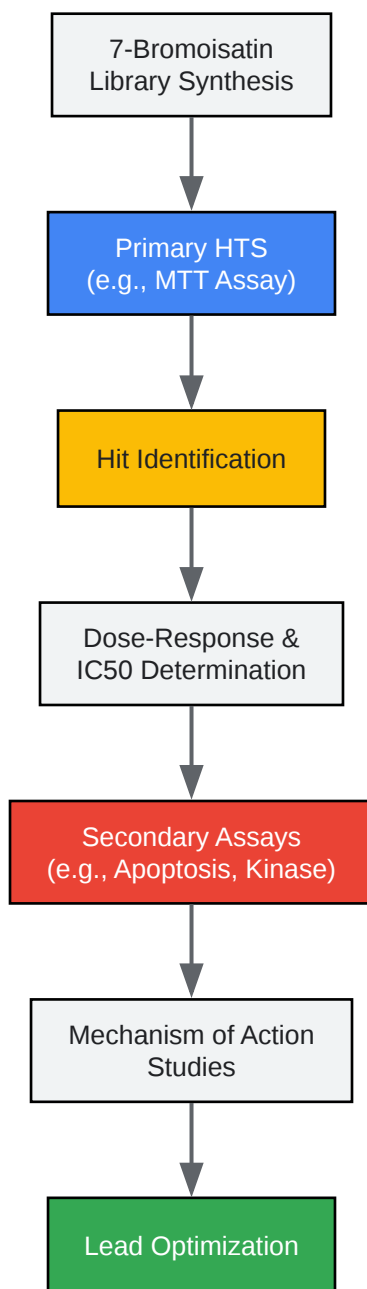 7-Bromoisatin
Library Synthesis
Primary HTS
(e.g., MTT Assay)
Hit Identification
Dose-Response &
IC50 Determination
Secondary Assays
(e.g., Apoptosis, Kinase)
Mechanism of Action
Studies
Lead Optimization